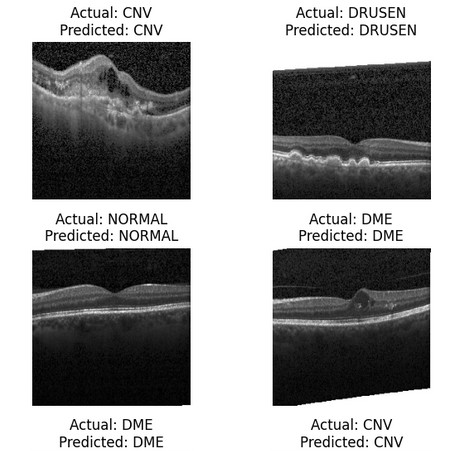 Actual: CNV
Predicted: CNV
Actual: DRUSEN
Predicted: DRUSEN
Actual: NORMAL
Predicted: NORMAL
Actual: DME
Predicted: DME
Actual: DME
Predicted: DME
Actual: CNV
Predicted: CNV